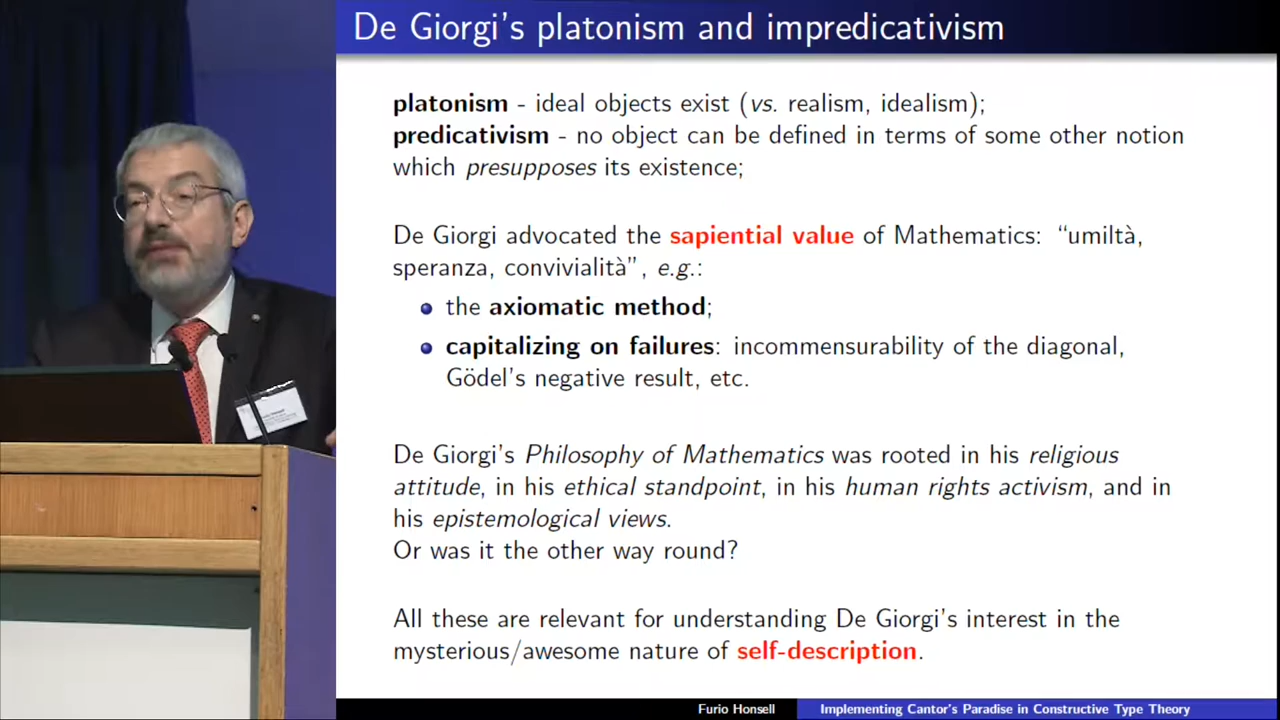 De Giorgi's platonism and impredicativism
platonism - ideal objects exist (vs. realism, idealism);
predicativism - no object can be defined in terms of some other notion
which presupposes its existence;
De Giorgi advocated the sapiential value of Mathematics: "umiltà,
speranza, convivialità", e.g.:
the axiomatic method;
capitalizing on failures: incommensurability of the diagonal,
Gödel's negative result, etc.
De Giorgi's Philosophy of Mathematics was rooted in his religious
attitude, in his ethical standpoint, in his human rights activism, and in
his epistemological views.
Or was it the other way round?
All these are relevant for understanding De Giorgi's interest in the
mysterious/awesome nature of self-description.
Furio Honsell Implementing Cantor's Paradise in Constructive Type Theory